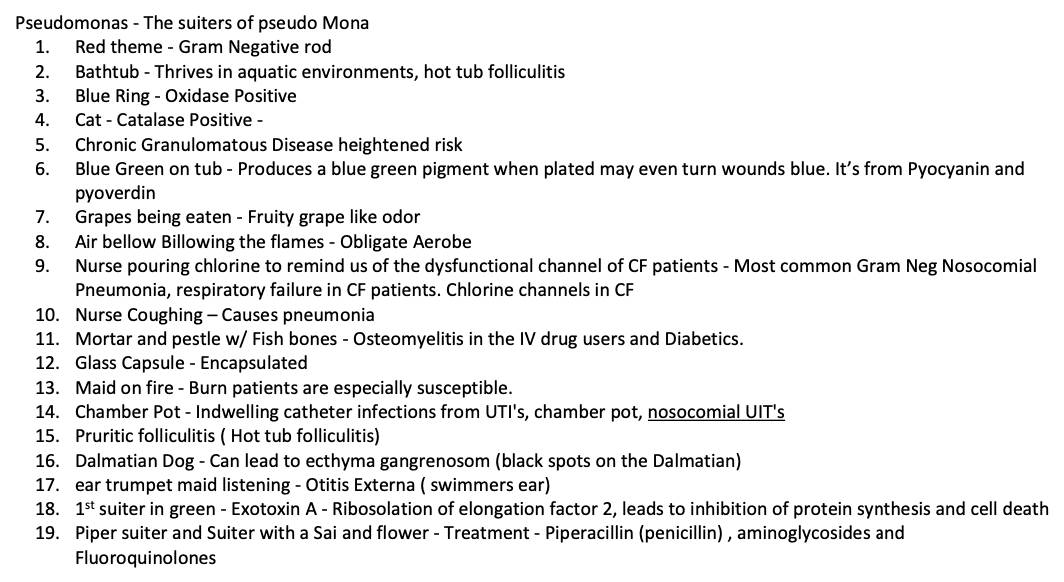 Pseudomonas - The suiters of pseudo Mona
1. Red theme - Gram Negative rod
2. Bathtub - Thrives in aquatic environments, hot tub folliculitis
3. Blue Ring - Oxidase Positive
4. Cat - Catalase Positive -
5. Chronic Granulomatous Disease heightened risk
6. Blue Green on tub - Produces a blue green pigment when plated may even turn wounds blue. It’s from Pyocyanin and
pyoverdin
7. Grapes being eaten - Fruity grape like odor
8. Air bellow Billowing the flames - Obligate Aerobe
9. Nurse pouring chlorine to remind us of the dysfunctional channel of CF patients - Most common Gram Neg Nosocomial
Pneumonia, respiratory failure in CF patients. Chlorine channels in CF
10. Nurse Coughing – Causes pneumonia
11. Mortar and pestle w/ Fish bones - Osteomyelitis in the IV drug users and Diabetics.
12. Glass Capsule - Encapsulated
13. Maid on fire - Burn patients are especially susceptible.
14. Chamber Pot - Indwelling catheter infections from UTI's, chamber pot, nosocomial UIT's
15. Pruritic folliculitis ( Hot tub folliculitis)
16. Dalmatian Dog - Can lead to ecthyma gangrenosom (black spots on the Dalmatian)
17. ear trumpet maid listening - Otitis Externa ( swimmers ear)
18. 1st suiter in green - Exotoxin A - Ribosolation of elongation factor 2, leads to inhibition of protein synthesis and cell death
19. Piper suiter and Suiter with a Sai and flower - Treatment - Piperacillin (penicillin) , aminoglycosides and
Fluoroquinolones